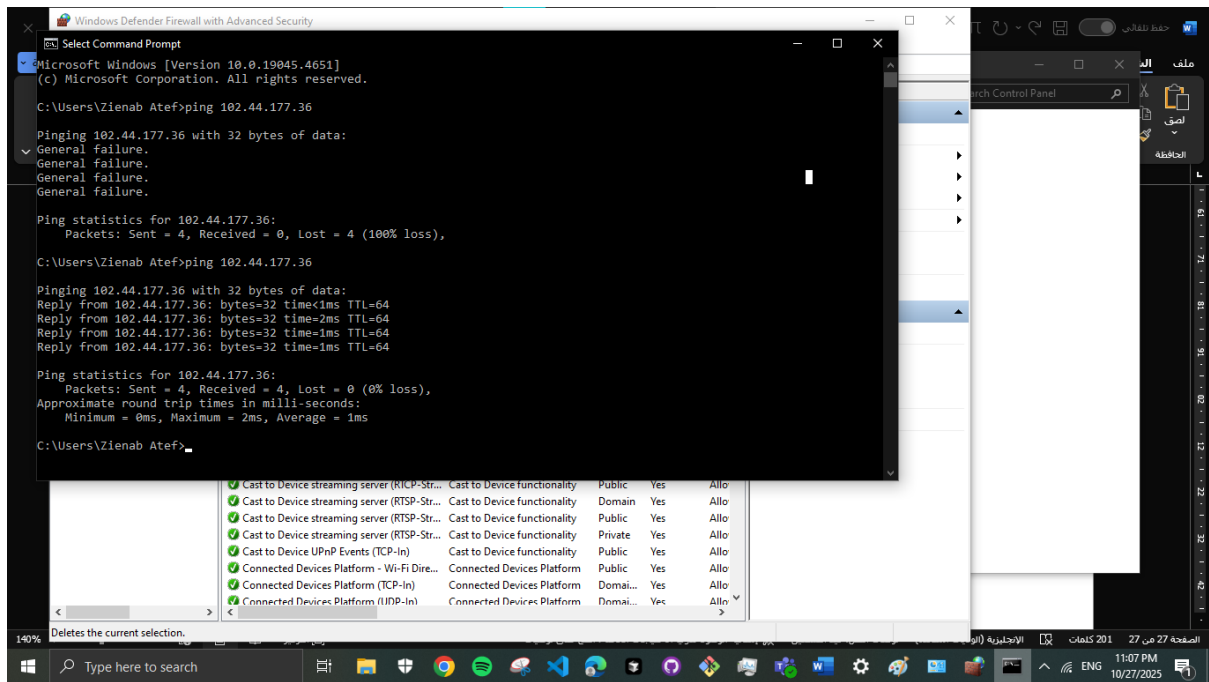 Windows Defender Firewall with Advanced Security
حفظ تلقائي
Select Command Prompt
ملف
Microsoft Windows [Version 10.0.19045.4651]
(c) Microsoft Corporation. All rights reserved.
arch Control Panel
C:\Users\Zienab Atef>ping 102.44.177.36
لصق
Pinging 102.44.177.36 with 32 bytes of data:
General failure.
General failure.
General failure.
General failure.
الحافظة
Ping statistics for 102.44.177.36:
Packets: Sent = 4, Received = 0, Lost = 4 (100% loss),
C:\Users\Zienab Atef>ping 102.44.177.36
Pinging 102.44.177.36 with 32 bytes of data:
Reply from 102.44.177.36: bytes=32 time<1ms TTL=64
Reply from 102.44.177.36: bytes=32 time=2ms TTL=64
Reply from 102.44.177.36: bytes=32 time=1ms TTL=64
Reply from 102.44.177.36: bytes=32 time=1ms TTL=64
Ping statistics for 102.44.177.36:
Packets: Sent = 4, Received = 4, Lost = 0 (0% loss),
Approximate round trip times in milli-seconds:
Minimum = 0ms, Maximum = 2ms, Average = 1ms
C:\Users\Zienab Atef>
Cast to Device streaming server (RTCP-Str... Cast to Device functionality Public Yes Allo
Cast to Device streaming server (RTSP-Str... Cast to Device functionality Domain Yes Allo
Cast to Device streaming server (RTSP-Str... Cast to Device functionality Public Yes Allo
Cast to Device streaming server (RTSP-Str... Cast to Device functionality Private Yes Allo
Cast to Device UPnP Events (TCP-In) Cast to Device functionality Public Yes Allo
Connected Devices Platform - Wi-Fi Dire... Connected Devices Platform Public Yes Allo
Connected Devices Platform (TCP-In) Connected Devices Platform Domai... Yes Allo
Connected Devices Platform (UDP-In) Connected Devices Platform Domai... Yes Allo
Deletes the current selection.
140%
الصفحة 27 من 27 201 كلمات الإنجليزية
Type here to search
ENG
11:07 PM
10/27/2025
1